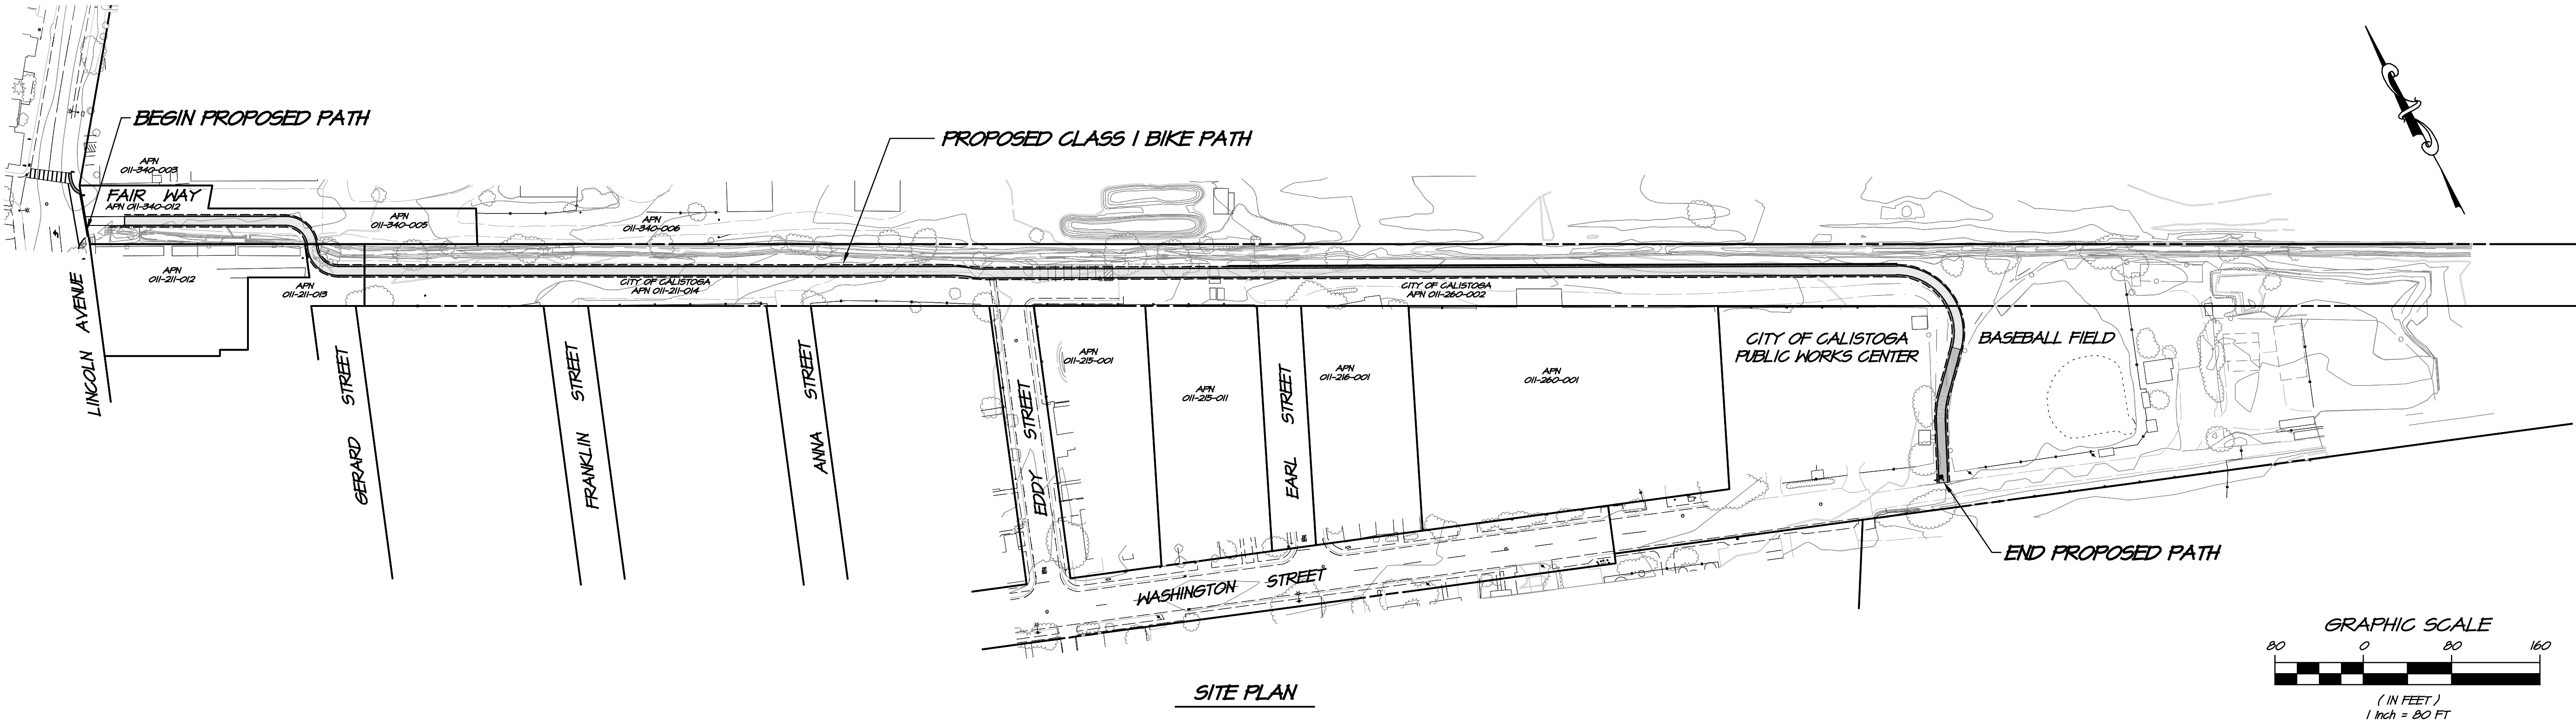 BEGIN PROPOSED PATH
PROPOSED CLASS I BIKE PATH
APN
011-340-003
FAIR WAY
APN 011-340-012
APN
011-340-005
APN
011-340-006
APN
011-211-012
APN
011-211-013
CITY OF CALISTOGA
APN 011-211-014
CITY OF CALISTOGA
APN 011-260-002
LINCOLN AVENUE
GERARD STREET
FRANKLIN STREET
ANNA STREET
EDDY STREET
APN
011-215-001
APN
011-215-011
EARL STREET
APN
011-216-001
APN
011-260-001
CITY OF CALISTOGA
PUBLIC WORKS CENTER
BASEBALL FIELD
WASHINGTON STREET
END PROPOSED PATH
GRAPHIC SCALE
80 0 80 160
( IN FEET )
1 Inch = 80 FT
SITE PLAN